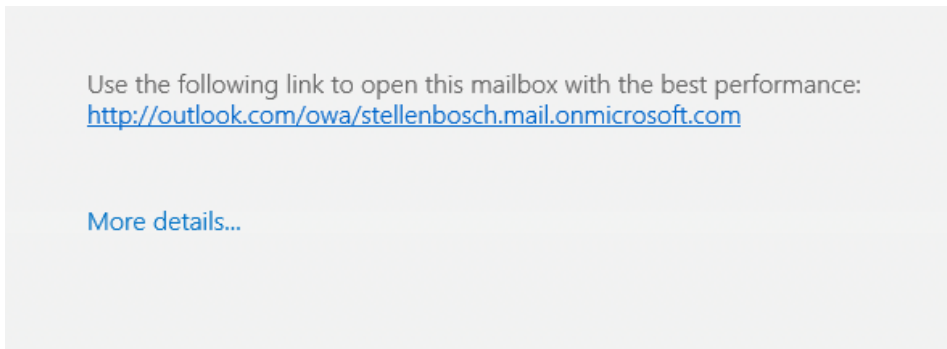 Use the following link to open this mailbox with the best performance:
http://outlook.com/owa/stellenbosch.mail.onmicrosoft.com
More details...